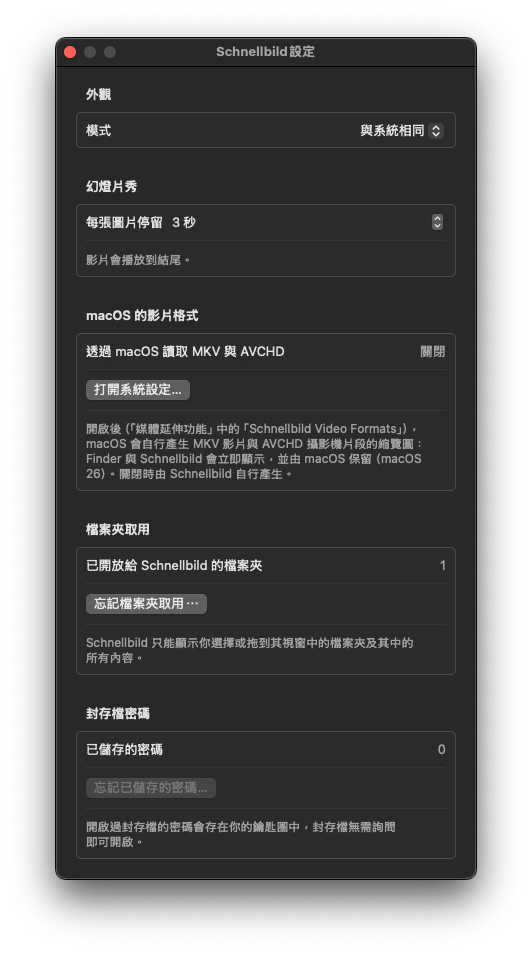 Schnellbild 設定
外觀
模式 與系統相同
幻燈片秀
每張圖片停留 3 秒
影片會播放到結尾。
macOS 的影片格式
透過 macOS 讀取 MKV 與 AVCHD 關閉
打開系統設定...
開啟後（「媒體延伸功能」中的「Schnellbild Video Formats」），
macOS 會自行產生 MKV 影片與 AVCHD 攝影機片段的縮覽圖：
Finder 與 Schnellbild 會立即顯示，並由 macOS 保留（macOS
26）。關閉時由 Schnellbild 自行產生。
檔案夾取用
已開放給 Schnellbild 的檔案夾 1
忘記檔案夾取用⋯
Schnellbild 只能顯示你選擇或拖到其視窗中的檔案夾及其中的
所有內容。
封存檔密碼
已儲存的密碼 0
忘記已儲存的密碼...
開啟過封存檔的密碼會存在你的鑰匙圈中，封存檔無需詢問
即可開啟。